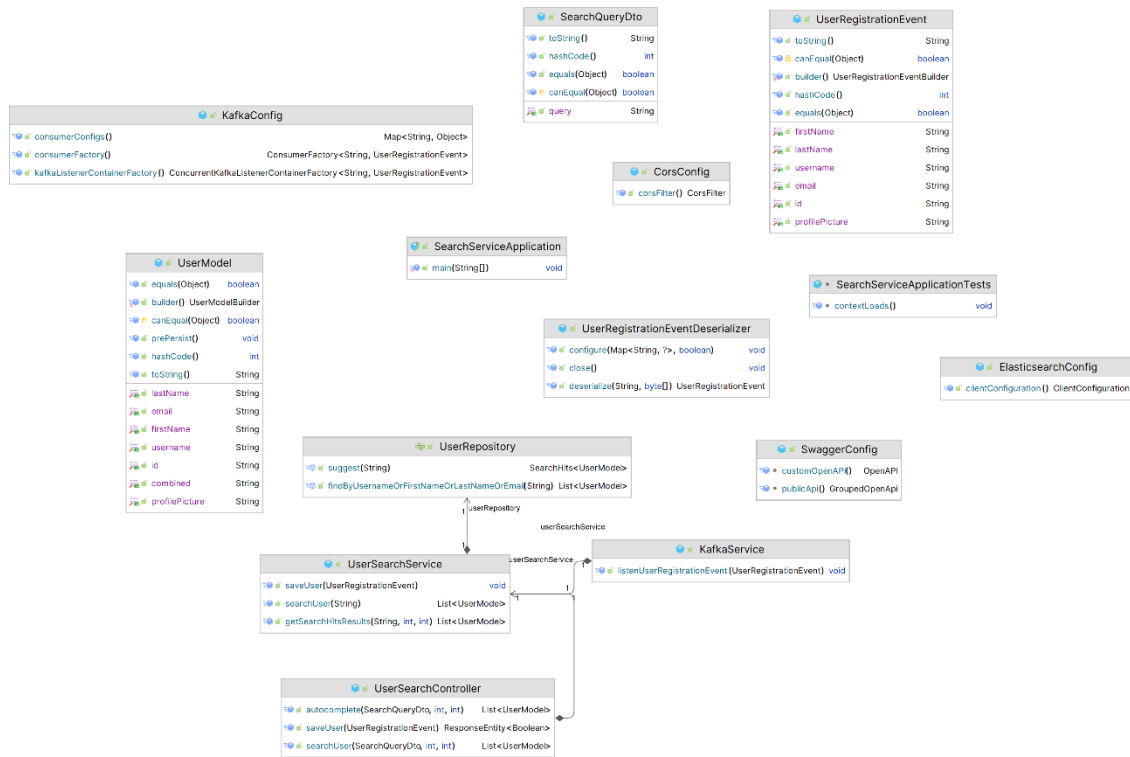 SearchQueryDto
toString() String
hashCode() int
equals(Object) boolean
canEqual(Object) boolean
query String
UserRegistrationEvent
toString() String
canEqual(Object) boolean
builder() UserRegistrationEventBuilder
hashCode() int
equals(Object) boolean
firstName String
lastName String
username String
email String
id String
profilePicture String
KafkaConfig
consumerConfigs() Map<String, Object>
consumerFactory() ConsumerFactory<String, UserRegistrationEvent>
kafkaListenerContainerFactory() ConcurrentKafkaListenerContainerFactory<String, UserRegistrationEvent>
CorsConfig
corsFilter() CorsFilter
SearchServiceApplication
main(String[]) void
UserModel
equals(Object) boolean
builder() UserModelBuilder
canEqual(Object) boolean
prePersist() void
hashCode() int
toString() String
lastName String
email String
firstName String
username String
id String
combined String
profilePicture String
SearchServiceApplicationTests
contextLoads() void
UserRegistrationEventDeserializer
configure(Map<String, ?>, boolean) void
close() void
deserialize(String, byte[]) UserRegistrationEvent
ElasticsearchConfig
clientConfiguration() ClientConfiguration
UserRepository
suggest(String) SearchHits<UserModel>
findByUsernameOrFirstNameOrLastNameOrEmail(String) List<UserModel>
SwaggerConfig
customOpenAPI() OpenAPI
publicApi() GroupedOpenApi
1
userRepository
1
userSearchService
userSearchService
1
1
1
1
KafkaService
listenUserRegistrationEvent(UserRegistrationEvent) void
UserSearchService
saveUser(UserRegistrationEvent) void
searchUser(String) List<UserModel>
getSearchHitsResults(String, int, int) List<UserModel>
UserSearchController
autocomplete(SearchQueryDto, int, int) List<UserModel>
saveUser(UserRegistrationEvent) ResponseEntity<Boolean>
searchUser(SearchQueryDto, int, int) List<UserModel>